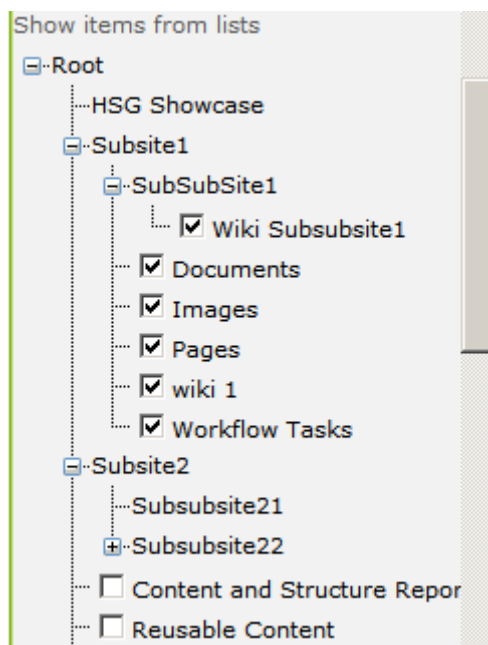 Show items from lists
Root
HSG Showcase
Subsite1
SubSubSite1
Wiki Subsubsite1
Documents
Images
Pages
wiki 1
Workflow Tasks
Subsite2
Subsubsite21
Subsubsite22
Content and Structure Repor
Reusable Content